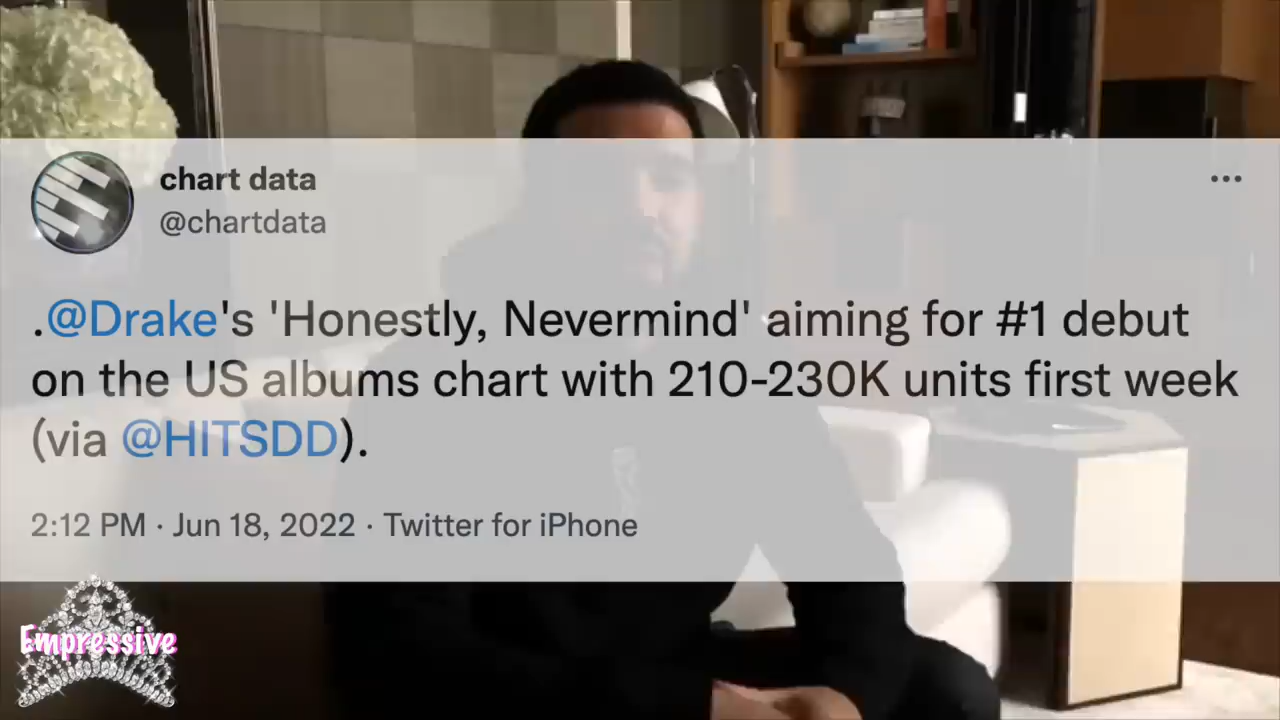 chart data
@chartdata
.@Drake's 'Honestly, Nevermind' aiming for #1 debut
on the US albums chart with 210-230K units first week
(via @HITSDD).
2:12 PM · Jun 18, 2022 · Twitter for iPhone
Empressive